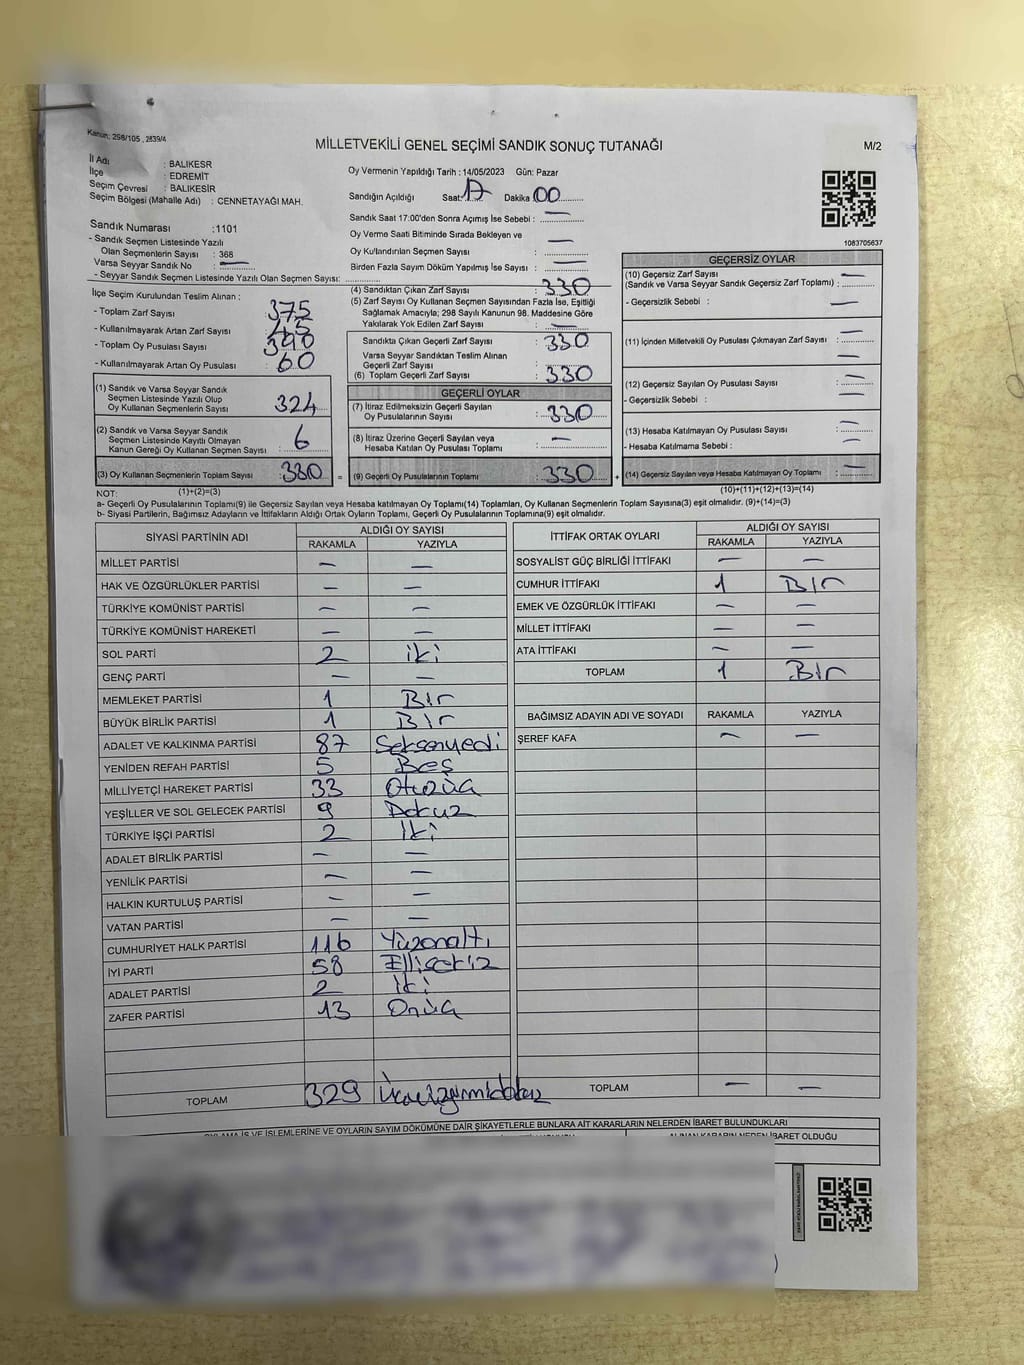 Kanun: 298/105 , 2839/4
MİLLETVEKİLİ GENEL SEÇİMİ SANDIK SONUÇ TUTANAĞI
M/2
İl Adı : BALIKESR
İlçe : EDREMİT
Seçim Çevresi : BALIKESİR
Seçim Bölgesi (Mahalle Adı) : CENNETAYAĞI MAH.
Sandık Numarası :1101
- Sandık Seçmen Listesinde Yazılı
Olan Seçmenlerin Sayısı : 368
Varsa Seyyar Sandık No : —
- Seyyar Sandık Seçmen Listesinde Yazılı Olan Seçmen Sayısı: ..........
Oy Vermenin Yapıldığı Tarih : 14/05/2023 Gün: Pazar
Sandığın Açıldığı Saat: 17 Dakika 00
Sandık Saat 17:00'den Sonra Açımış İse Sebebi : —
Oy Verme Saati Bitiminde Sırada Bekleyen ve
Oy Kullandırılan Seçmen Sayısı : —
Birden Fazla Sayım Döküm Yapılmış İse Sayısı : —
1083705637
İlçe Seçim Kurulundan Teslim Alınan :
- Toplam Zarf Sayısı : 375
- Kullanılmayarak Artan Zarf Sayısı : 45
- Toplam Oy Pusulası Sayısı : 390
- Kullanılmayarak Artan Oy Pusulası : 60
(1) Sandık ve Varsa Seyyar Sandık
Seçmen Listesinde Yazılı Olup
Oy Kullanan Seçmenlerin Sayısı : 324
(2) Sandık ve Varsa Seyyar Sandık
Seçmen Listesinde Kayıtlı Olmayan
Kanun Gereği Oy Kullanan Seçmen Sayısı : 6
(3) Oy Kullanan Seçmenlerin Toplam Sayısı : 330 =
(1)+(2)=(3)
(4) Sandıktan Çıkan Zarf Sayısı : 330
(5) Zarf Sayısı Oy Kullanan Seçmen Sayısından Fazla İse, Eşitliği
Sağlamak Amacıyla; 298 Sayılı Kanunun 98. Maddesine Göre
Yakılarak Yok Edilen Zarf Sayısı : —
Sandıkta Çıkan Geçerli Zarf Sayısı : 330
Varsa Seyyar Sandıktan Teslim Alınan
Geçerli Zarf Sayısı :
(6) Toplam Geçerli Zarf Sayısı : 330
GEÇERLİ OYLAR
(7) İtiraz Edilmeksizin Geçerli Sayılan
Oy Pusulalarının Sayısı : 330
(8) İtiraz Üzerine Geçerli Sayılan veya
Hesaba Katılan Oy Pusulası Toplamı : —
(9) Geçerli Oy Pusulalarının Toplamı : 330 +
GEÇERSİZ OYLAR
(10) Geçersiz Zarf Sayısı —
(Sandık ve Varsa Seyyar Sandık Geçersiz Zarf Toplamı) :
- Geçersizlik Sebebi : —
(11) İçinden Milletvekili Oy Pusulası Çıkmayan Zarf Sayısı : —
—
(12) Geçersiz Sayılan Oy Pusulası Sayısı : —
- Geçersizlik Sebebi : —
(13) Hesaba Katılmayan Oy Pusulası Sayısı : —
- Hesaba Katılmama Sebebi : —
(14) Geçersiz Sayılan veya Hesaba Katılmayan Oy Toplamı : —
(10)+(11)+(12)+(13)=(14)
NOT:
a- Geçerli Oy Pusulalarının Toplamı(9) ile Geçersiz Sayılan veya Hesaba katılmayan Oy Toplamı(14) Toplamları, Oy Kullanan Seçmenlerin Toplam Sayısına(3) eşit olmalıdır. (9)+(14)=(3)
b- Siyasi Partilerin, Bağımsız Adayların ve İttifakların Aldığı Ortak Oyların Toplamı, Geçerli Oy Pusulalarının Toplamına(9) eşit olmalıdır.
SİYASİ PARTİNİN ADI ALDIĞI OY SAYISI
RAKAMLA YAZIYLA
MİLLET PARTİSİ — —
HAK VE ÖZGÜRLÜKLER PARTİSİ — —
TÜRKİYE KOMÜNİST PARTİSİ — —
TÜRKİYE KOMÜNİST HAREKETİ — —
SOL PARTİ 2 iki
GENÇ PARTİ — —
MEMLEKET PARTİSİ 1 Bir
BÜYÜK BİRLİK PARTİSİ 1 Bir
ADALET VE KALKINMA PARTİSİ 87 Seksenyedi
YENİDEN REFAH PARTİSİ 5 Beş
MİLLİYETÇİ HAREKET PARTİSİ 33 Otuzüç
YEŞİLLER VE SOL GELECEK PARTİSİ 9 Dokuz
TÜRKİYE İŞÇİ PARTİSİ 2 İki
ADALET BİRLİK PARTİSİ — —
YENİLİK PARTİSİ — —
HALKIN KURTULUŞ PARTİSİ — —
VATAN PARTİSİ — —
CUMHURİYET HALK PARTİSİ 116 Yüzonaltı
İYİ PARTİ 58 Ellisekiz
ADALET PARTİSİ 2 İki
ZAFER PARTİSİ 13 Onüç
TOPLAM 329 Üçyüzyirmidokuz
İTTİFAK ORTAK OYLARI ALDIĞI OY SAYISI
RAKAMLA YAZIYLA
SOSYALİST GÜÇ BİRLİĞİ İTTİFAKI — —
CUMHUR İTTİFAKI 1 Bir
EMEK VE ÖZGÜRLÜK İTTİFAKI — —
MİLLET İTTİFAKI — —
ATA İTTİFAKI — —
TOPLAM 1 Bir
BAĞIMSIZ ADAYIN ADI VE SOYADI RAKAMLA YAZIYLA
ŞEREF KAFA — —
TOPLAM — —
OYLAMA İŞ VE İŞLEMLERİNE VE OYLARIN SAYIM DÖKÜMÜNE DAİR ŞİKAYETLERLE BUNLARA AİT KARARLARIN NELERDEN İBARET BULUNDUKLARI
ALINAN KARARIN NEDEN İBARET OLDUĞU